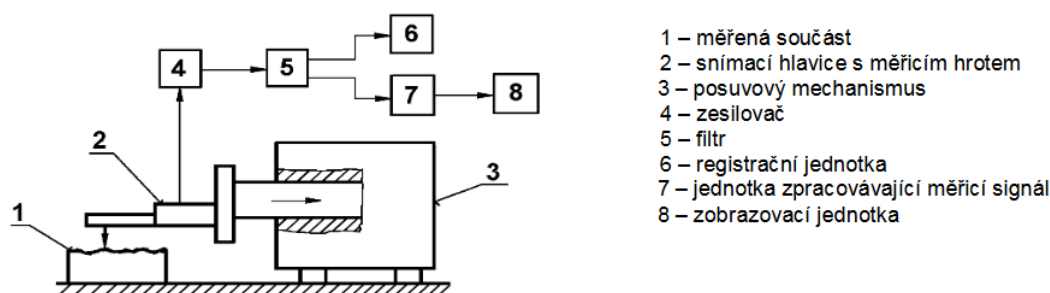 6
4
5
7
8
2
3
1
1 – měřená součást
2 – snímací hlavice s měřicím hrotem
3 – posuvový mechanismus
4 – zesilovač
5 – filtr
6 – registrační jednotka
7 – jednotka zpracovávající měřicí signál
8 – zobrazovací jednotka